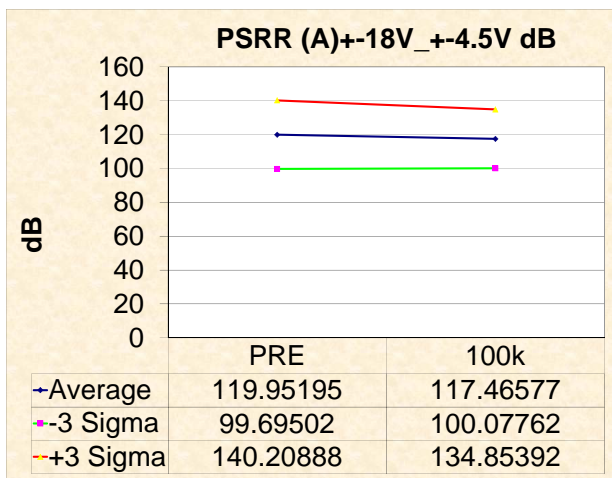 PSRR (A)+-18V_+-4.5V dB
160
140
120
100
80
60
40
20
0
dB
PRE 100k
Average 119.95195 117.46577
-3 Sigma 99.69502 100.07762
+3 Sigma 140.20888 134.85392